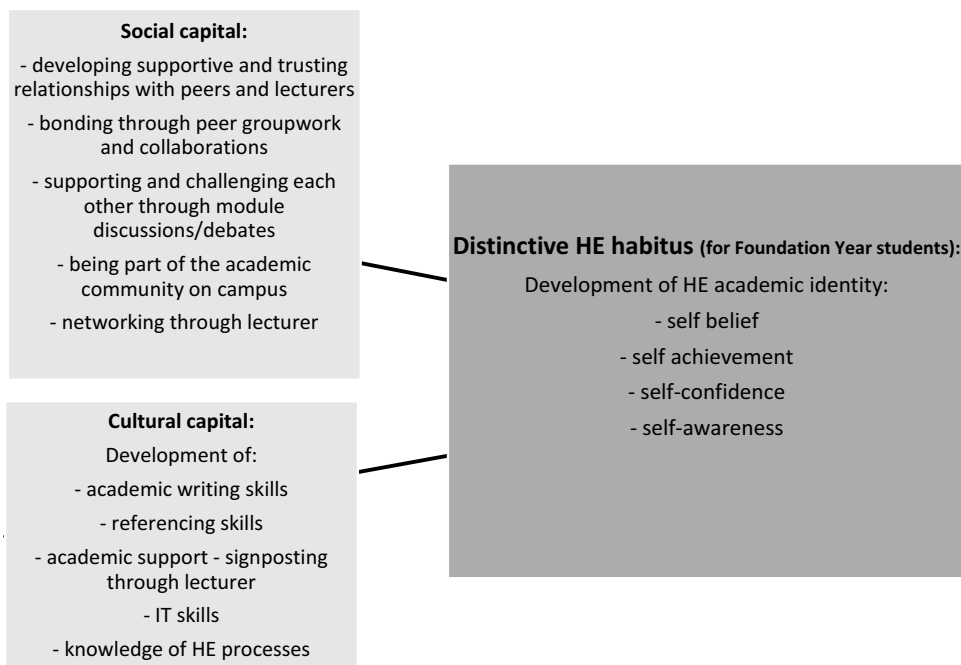 Social capital:
- developing supportive and trusting
relationships with peers and lecturers
- bonding through peer groupwork
and collaborations
- supporting and challenging each
other through module
discussions/debates
- being part of the academic
community on campus
- networking through lecturer
Cultural capital:
Development of:
- academic writing skills
- referencing skills
- academic support - signposting
through lecturer
- IT skills
- knowledge of HE processes
Distinctive HE habitus (for Foundation Year students):
Development of HE academic identity:
- self belief
- self achievement
- self-confidence
- self-awareness